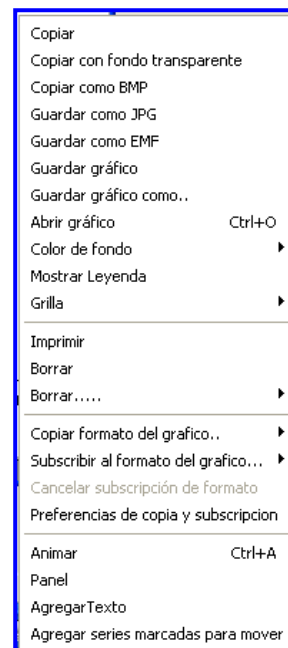 Copiar
Copiar con fondo transparente
Copiar como BMP
Guardar como JPG
Guardar como EMF
Guardar gráfico
Guardar gráfico como..
Abrir gráfico Ctrl+O
Color de fondo
Mostrar Leyenda
Grilla
Imprimir
Borrar
Borrar.....
Copiar formato del grafico..
Subscribir al formato del grafico...
Cancelar subscripción de formato
Preferencias de copia y subscripcion
Animar Ctrl+A
Panel
AgregarTexto
Agregar series marcadas para mover